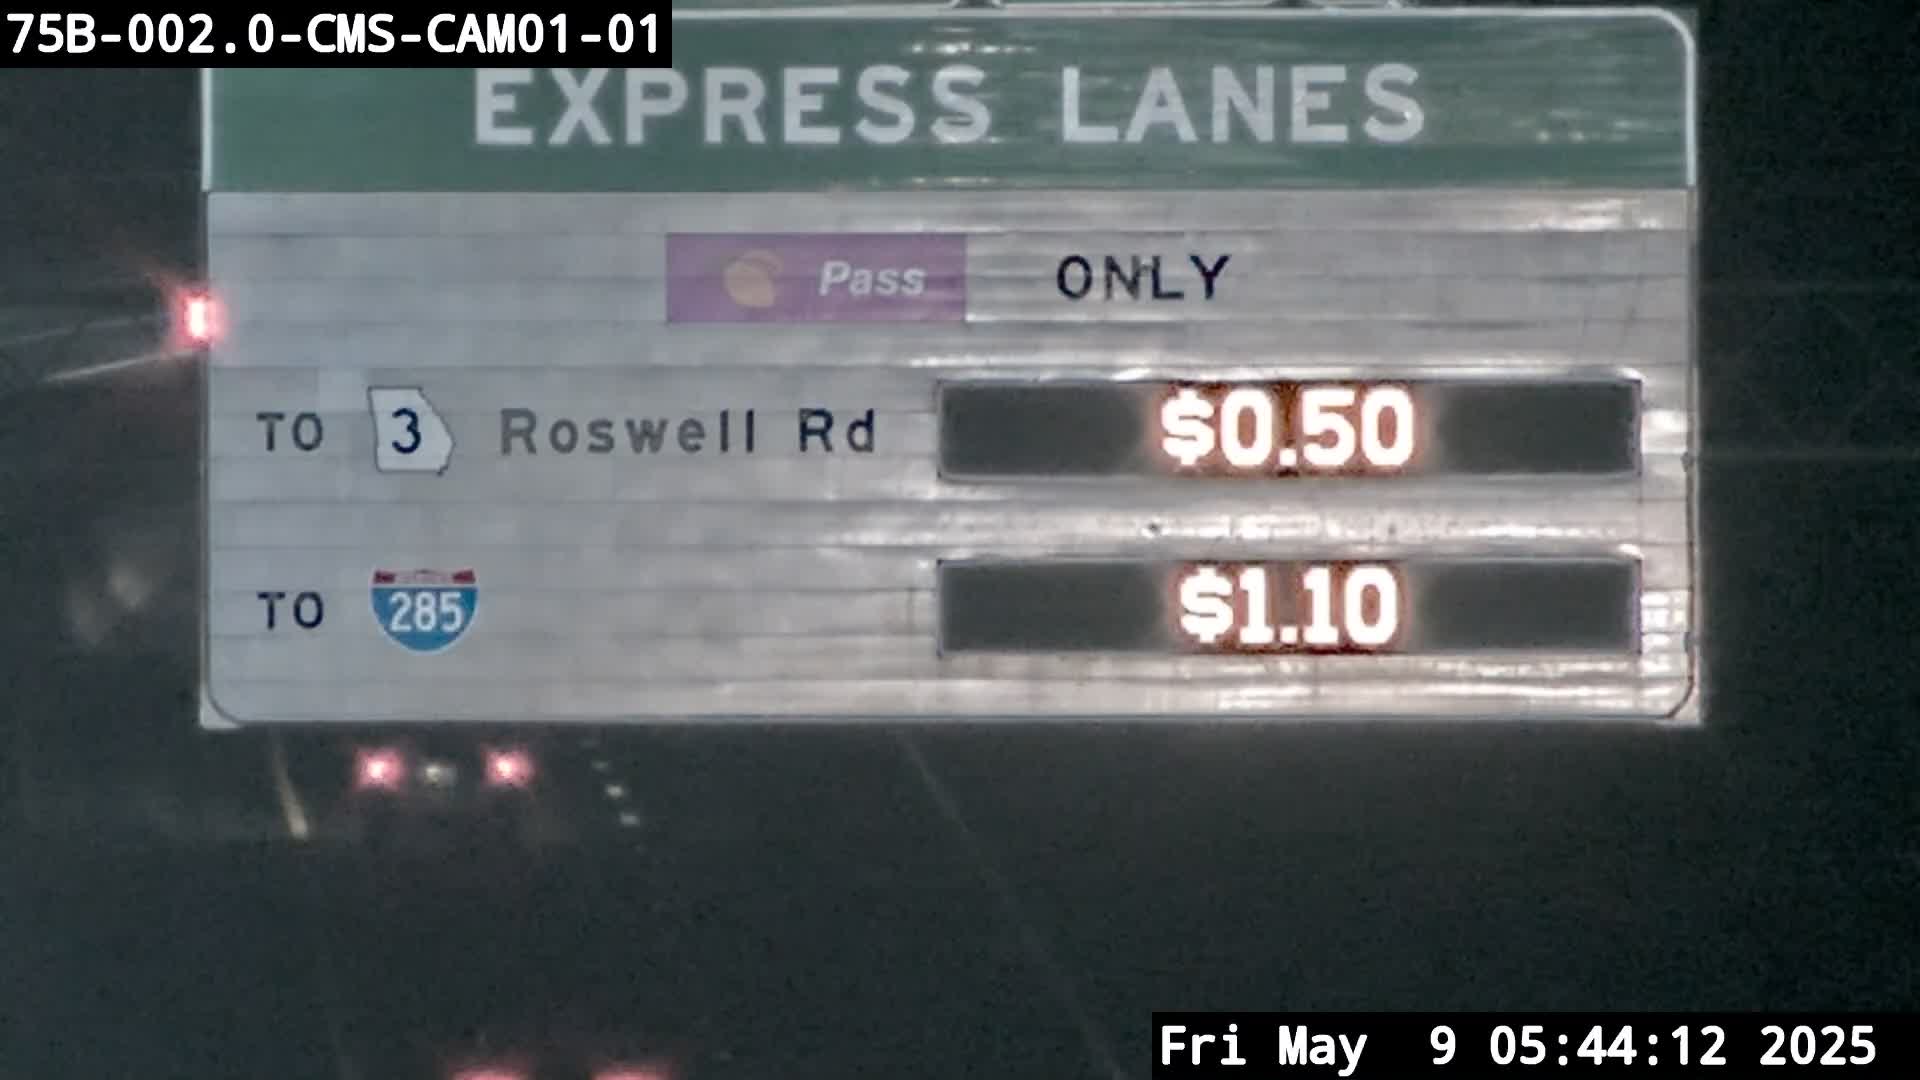 75B-002.0-CMS-CAM01-01
EXPRESS LANES
Pass ONLY
TO 3 Roswell Rd $0.50
TO 285 $1.10
Fri May 9 05:44:12 2025